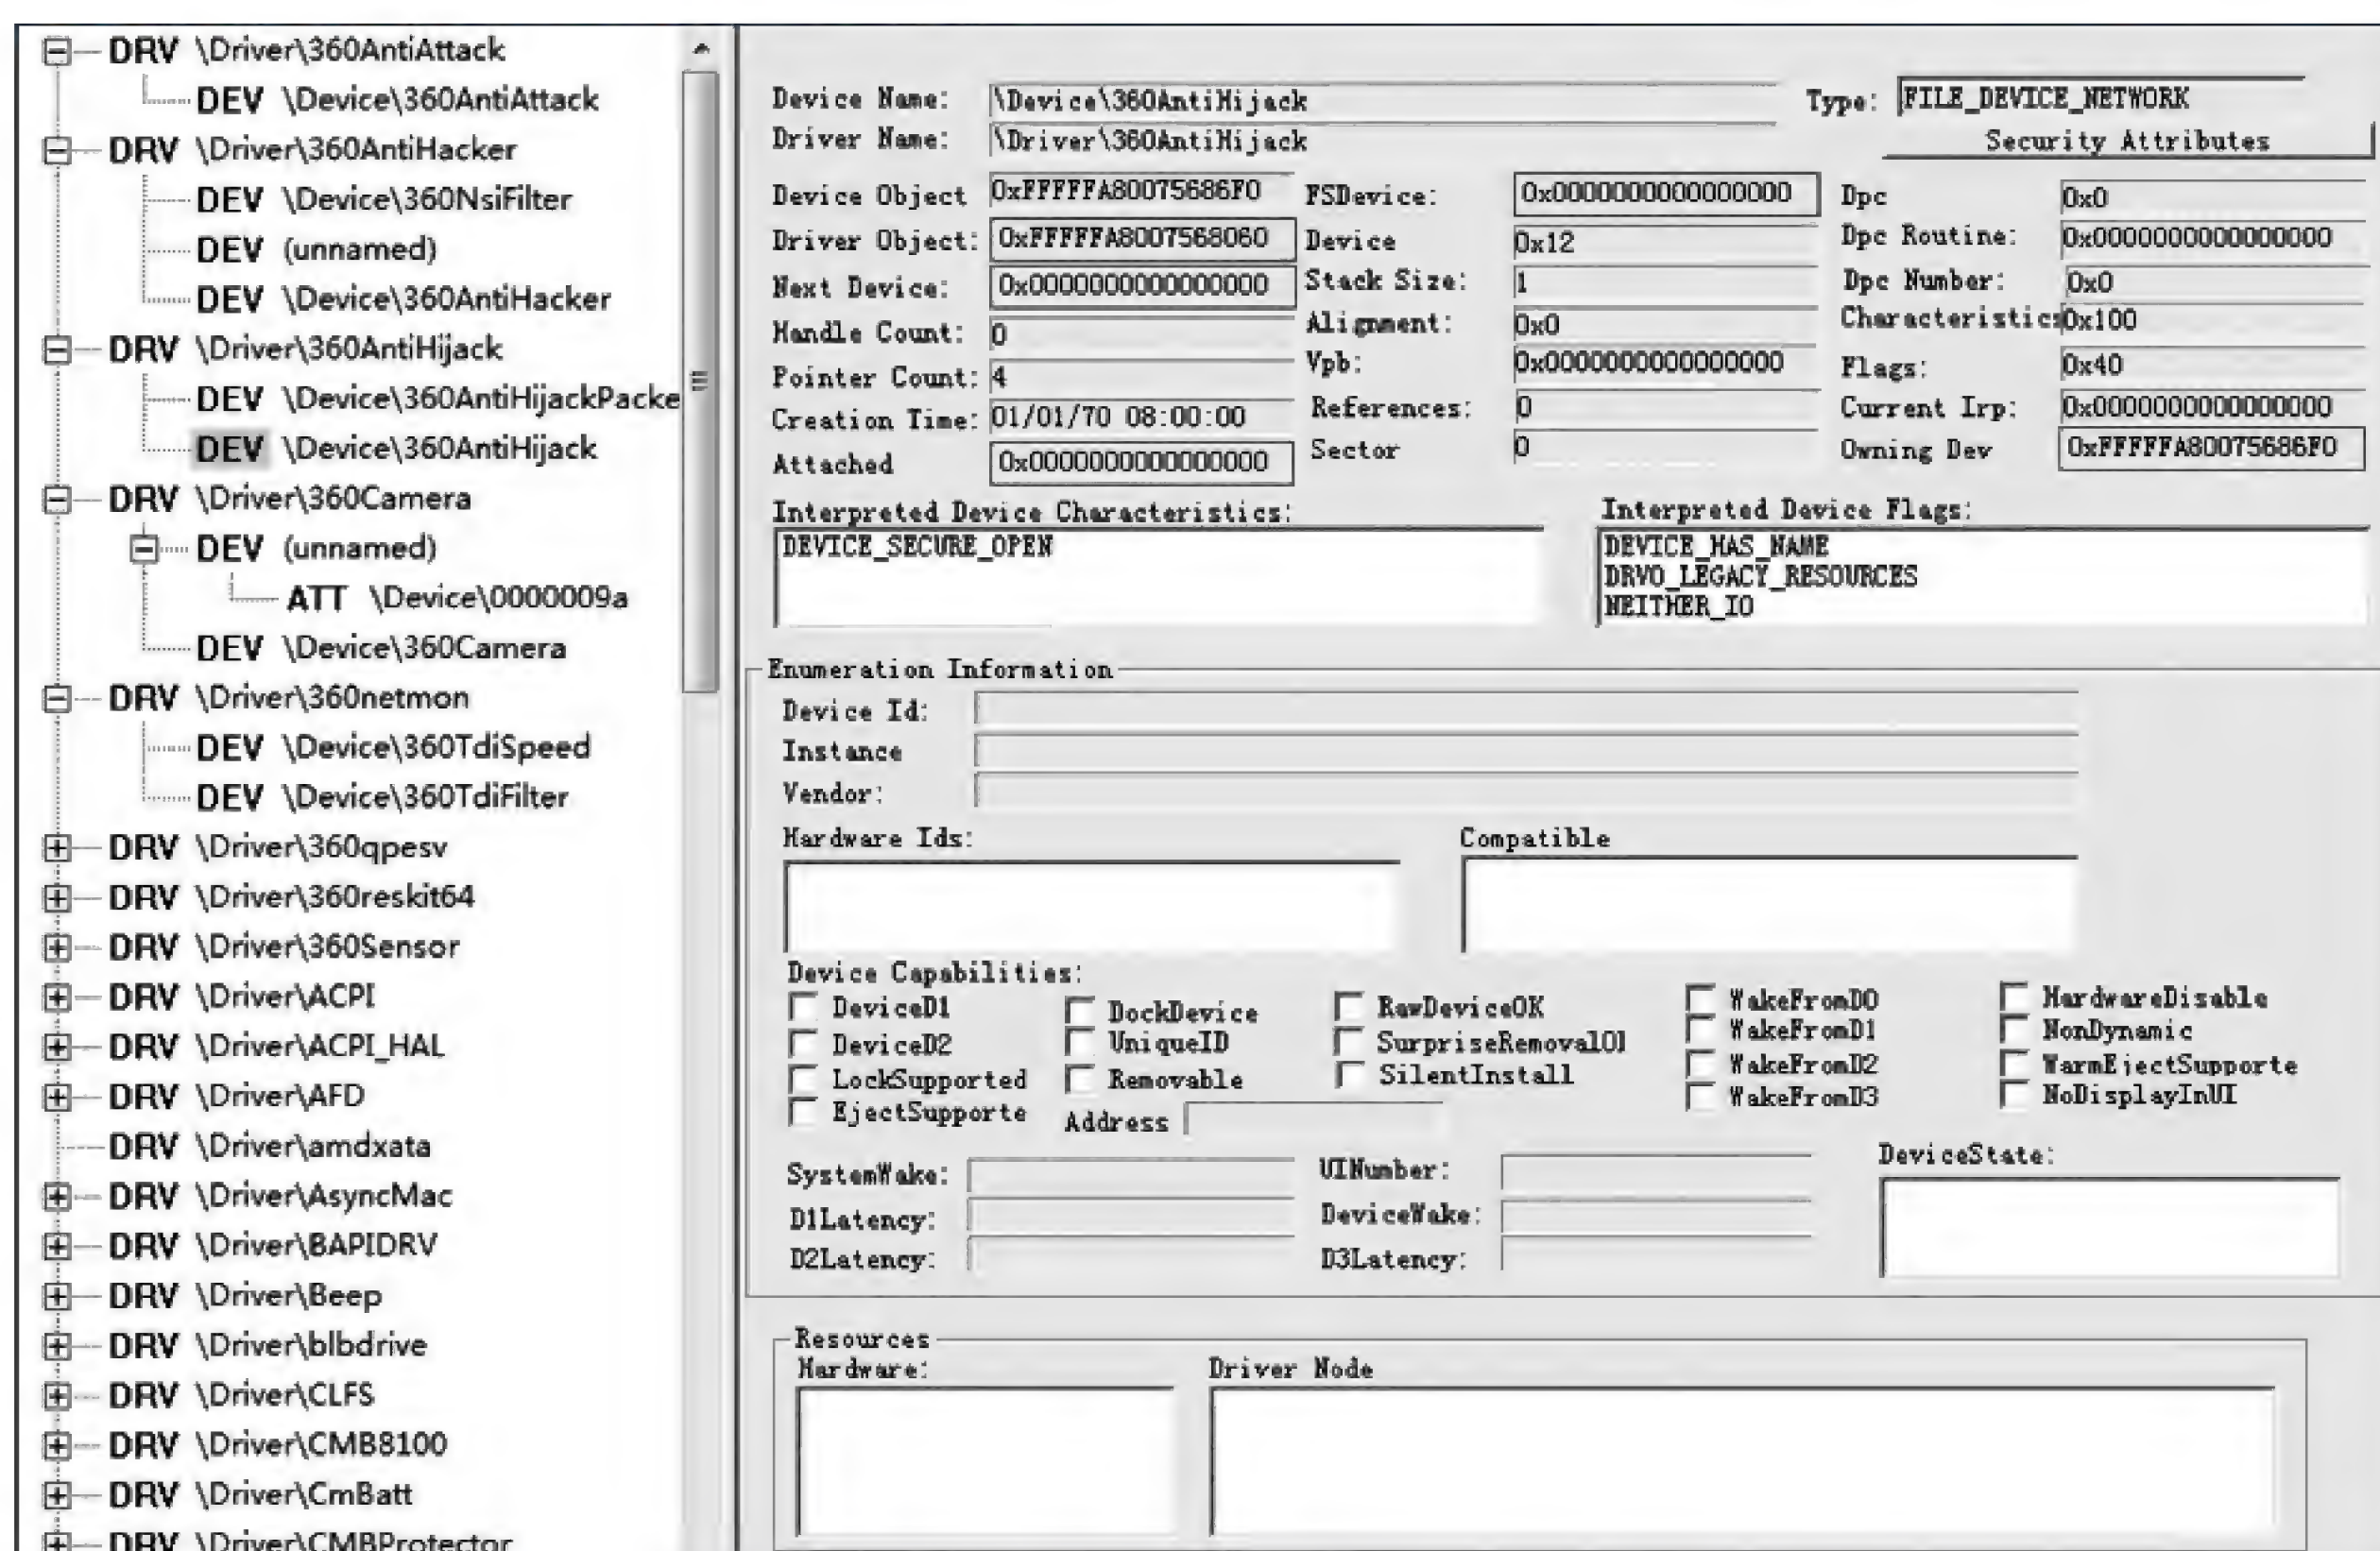 DRV \Driver\360AntiAttack
DEV \Device\360AntiAttack
DRV \Driver\360AntiHacker
DEV \Device\360NsiFilter
DEV (unnamed)
DEV \Device\360AntiHacker
DRV \Driver\360AntiHijack
DEV \Device\360AntiHijackPacke
DEV \Device\360AntiHijack
DRV \Driver\360Camera
DEV (unnamed)
ATT \Device\0000009a
DEV \Device\360Camera
DRV \Driver\360netmon
DEV \Device\360TdiSpeed
DEV \Device\360TdiFilter
DRV \Driver\360qpesv
DRV \Driver\360reskit64
DRV \Driver\360Sensor
DRV \Driver\ACPI
DRV \Driver\ACPI_HAL
DRV \Driver\AFD
DRV \Driver\amdxata
DRV \Driver\AsyncMac
DRV \Driver\BAPIDRV
DRV \Driver\Beep
DRV \Driver\blbdrive
DRV \Driver\CLFS
DRV \Driver\CMB8100
DRV \Driver\CmBatt
DRV \Driver\CMBProtector
Device Name: \Device\360AntiHijack Type: FILE_DEVICE_NETWORK
Driver Name: \Driver\360AntiHijack Security Attributes
Device Object 0xFFFFFA80075686F0 FSDevice: 0x0000000000000000 Dpc 0x0
Driver Object: 0xFFFFFA8007568060 Device 0x12 Dpc Routine: 0x0000000000000000
Next Device: 0x0000000000000000 Stack Size: 1 Dpc Number: 0x0
Handle Count: 0 Alignment: 0x0 Characteristics 0x100
Pointer Count: 4 Vpb: 0x0000000000000000 Flags: 0x40
Creation Time: 01/01/70 08:00:00 References: 0 Current Irp: 0x0000000000000000
Attached 0x0000000000000000 Sector 0 Owning Dev 0xFFFFFA80075686F0
Interpreted Device Characteristics: Interpreted Device Flags:
DEVICE_SECURE_OPEN DEVICE_HAS_NAME
DRVO_LEGACY_RESOURCES
NEITHER_IO
Enumeration Information
Device Id:
Instance
Vendor:
Hardware Ids: Compatible
Device Capabilities:
DeviceD1 DockDevice RawDeviceOK WakeFromD0 HardwareDisable
DeviceD2 UniqueID SurpriseRemovalOl WakeFromD1 NonDynamic
LockSupported Removable SilentInstall WakeFromD2 WarmEjectSupporte
EjectSupporte Address WakeFromD3 NoDisplayInUI
SystemWake: UINumber: DeviceState:
D1Latency: DeviceWake:
D2Latency: D3Latency:
Resources
Hardware: Driver Node